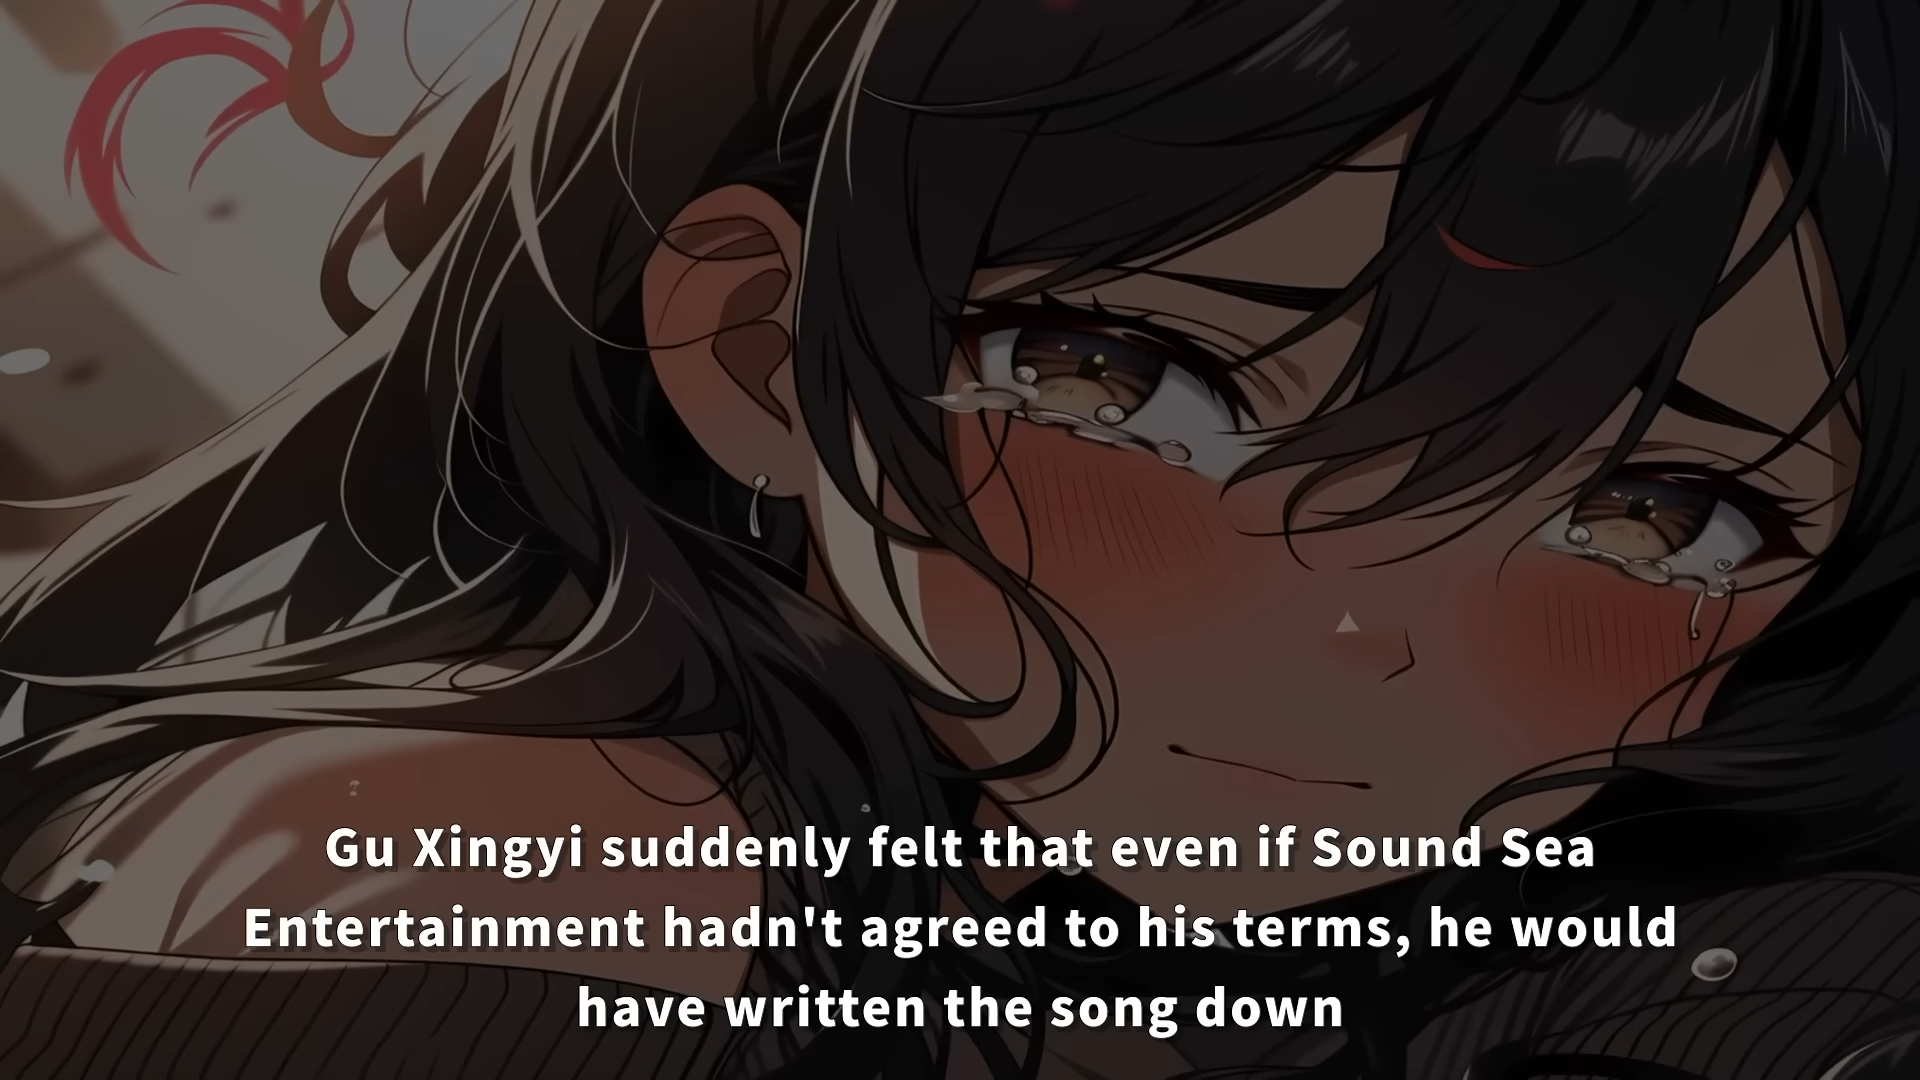 Gu Xingyi suddenly felt that even if Sound Sea
Entertainment hadn't agreed to his terms, he would
have written the song down